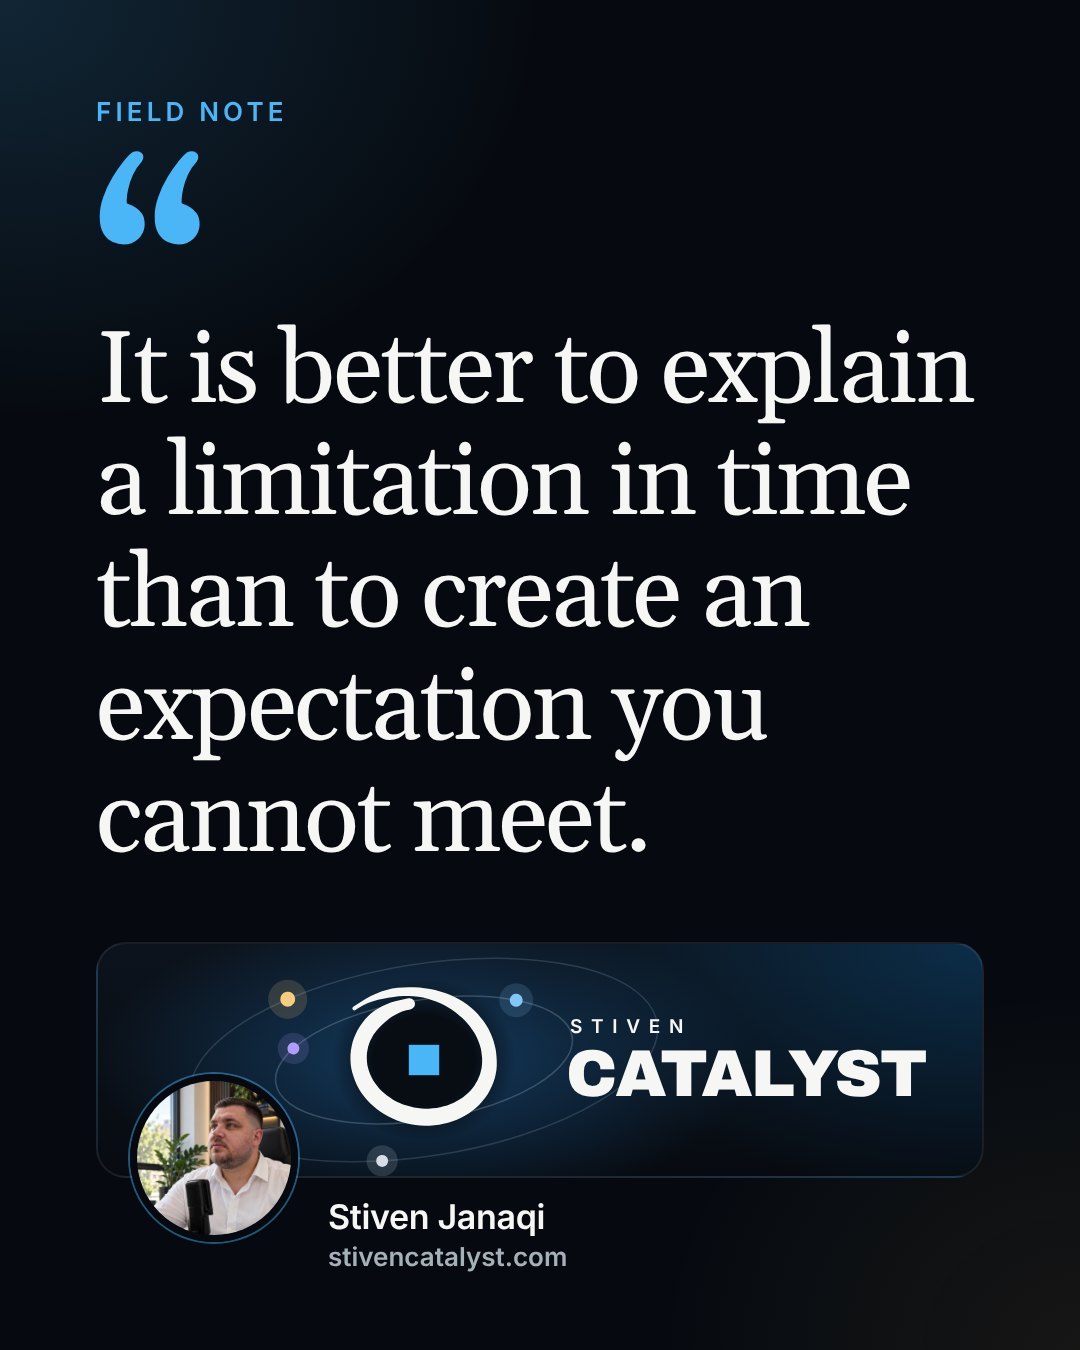 FIELD NOTE
“
It is better to explain
a limitation in time
than to create an
expectation you
cannot meet.
STIVEN
CATALYST
Stiven Janaqi
stivencatalyst.com